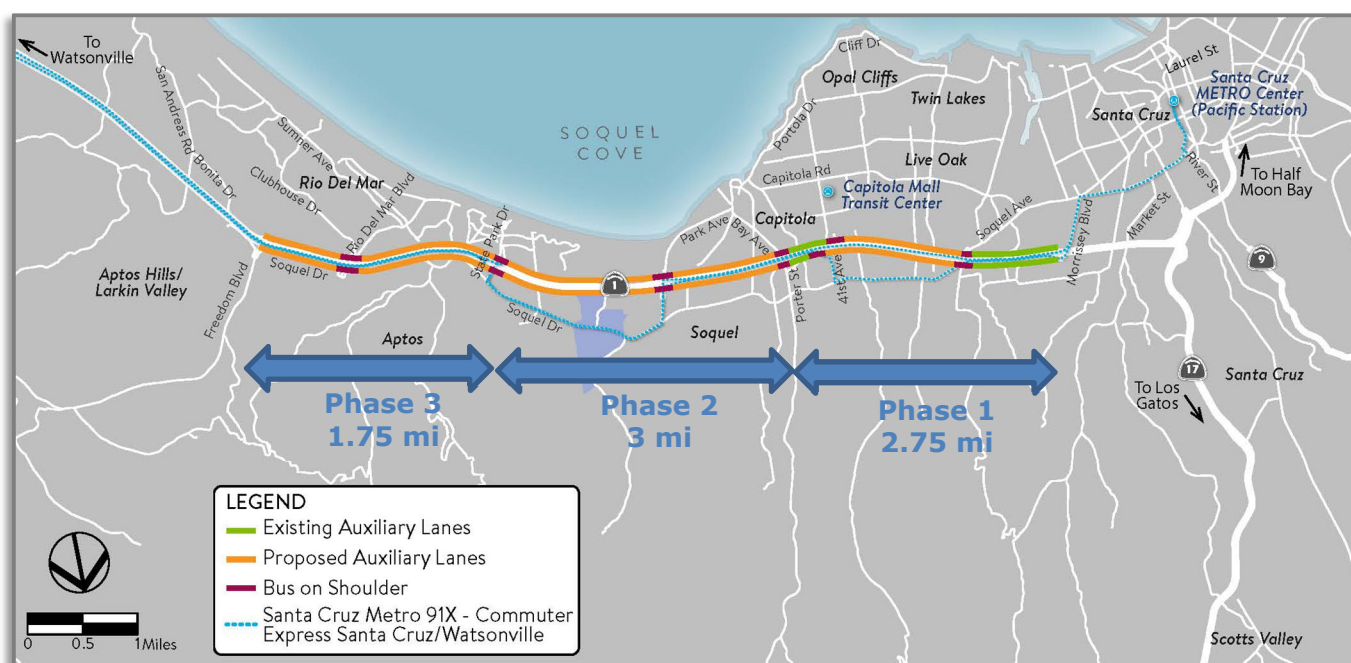 To
Watsonville
San Andreas Rd
Bonita Dr
Sumner Ave
Clubhouse Dr
Rio Del Mar
Rio Del Mar Blvd
Soquel Dr
Freedom Blvd
Aptos Hills/
Larkin Valley
State Park Dr
Soquel Dr
Aptos
SOQUEL
COVE
1
Park Ave
Bay Ave
Capitola
Soquel
Porter St
41st Ave
Cliff Dr
Opal Cliffs
Portola Dr
Twin Lakes
Capitola Rd
Live Oak
Capitola Mall
Transit Center
Soquel Ave
Morrissey Blvd
Market St
River St
Laurel St
Santa Cruz
Santa Cruz
METRO Center
(Pacific Station)
To Half
Moon Bay
9
17
Santa Cruz
To Los
Gatos
Scotts Valley
Phase 3
1.75 mi
Phase 2
3 mi
Phase 1
2.75 mi
LEGEND
Existing Auxiliary Lanes
Proposed Auxiliary Lanes
Bus on Shoulder
Santa Cruz Metro 91X - Commuter
Express Santa Cruz/Watsonville
0 0.5 1Miles